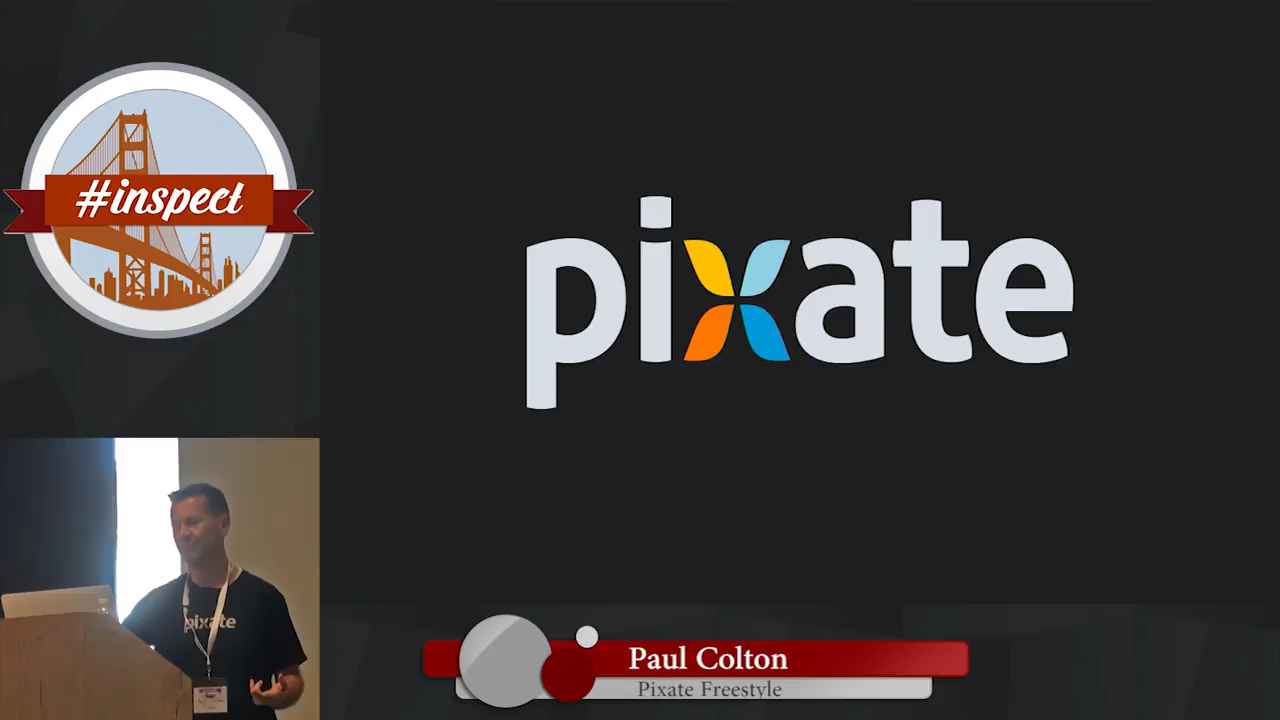 #inspect
pixate
pixate
Paul Colton
Pixate Freestyle